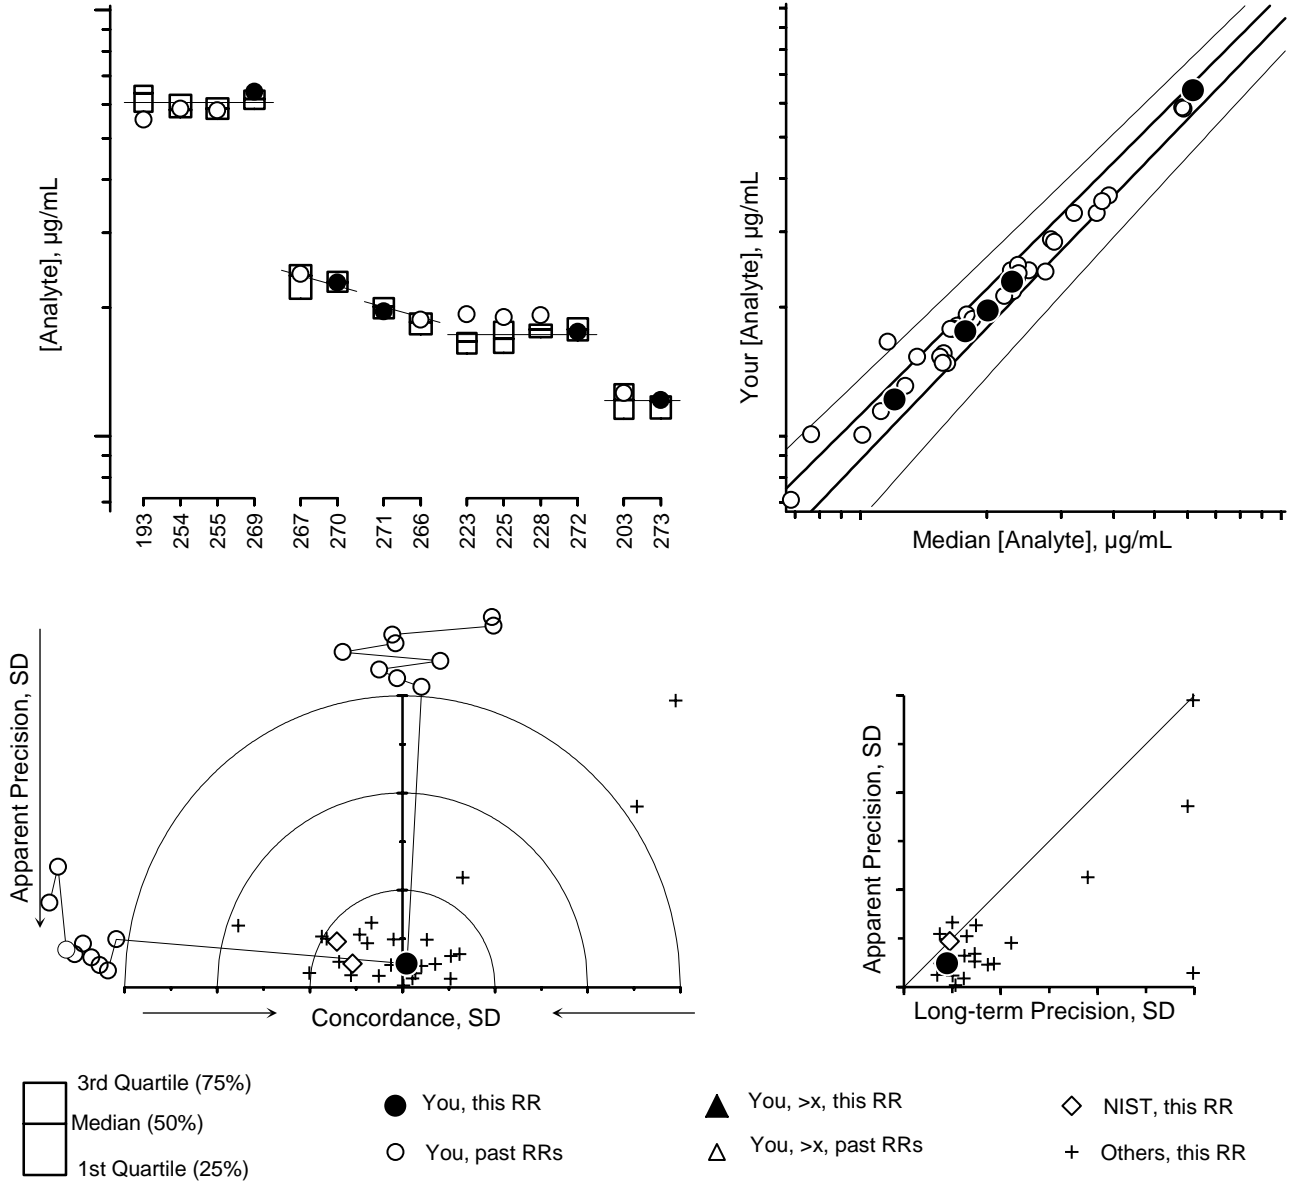 [Analyte], µg/mL
193
254
255
269
267
270
271
266
223
225
228
272
203
273
Your [Analyte], µg/mL
Median [Analyte], µg/mL
Apparent Precision, SD
Concordance, SD
Apparent Precision, SD
Long-term Precision, SD
3rd Quartile (75%)
Median (50%)
1st Quartile (25%)
You, this RR
You, past RRs
You, >x, this RR
You, >x, past RRs
NIST, this RR
Others, this RR